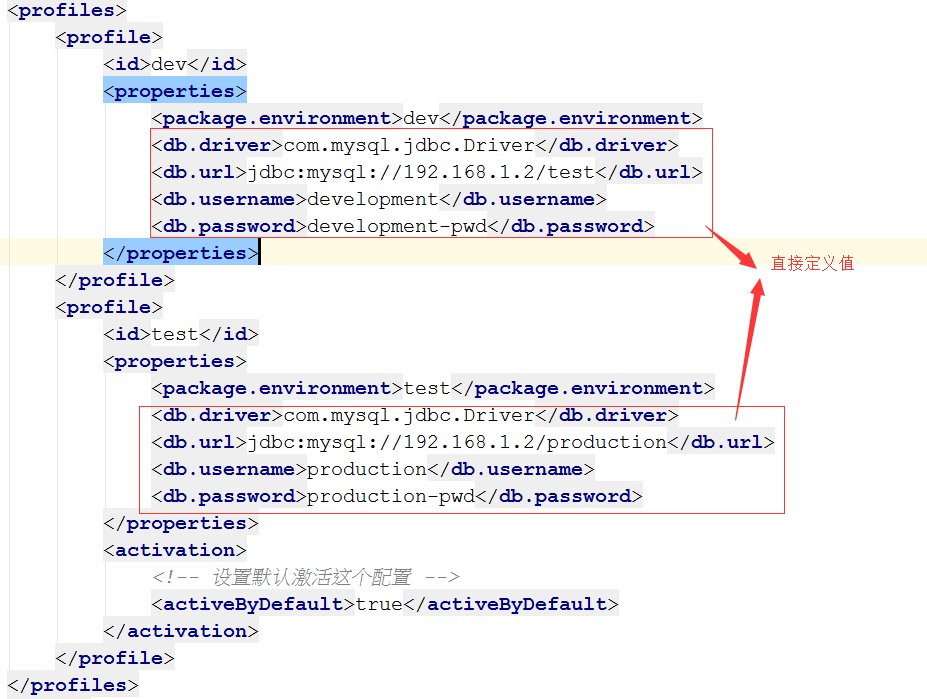 <profiles>
<profile>
<id>dev</id>
<properties>
<package.environment>dev</package.environment>
<db.driver>com.mysql.jdbc.Driver</db.driver>
<db.url>jdbc:mysql://192.168.1.2/test</db.url>
<db.username>development</db.username>
<db.password>development-pwd</db.password>
</properties>
直接定义值
</profile>
<profile>
<id>test</id>
<properties>
<package.environment>test</package.environment>
<db.driver>com.mysql.jdbc.Driver</db.driver>
<db.url>jdbc:mysql://192.168.1.2/production</db.url>
<db.username>production</db.username>
<db.password>production-pwd</db.password>
</properties>
<activation>
<!-- 设置默认激活这个配置 -->
<activeByDefault>true</activeByDefault>
</activation>
</profile>
</profiles>